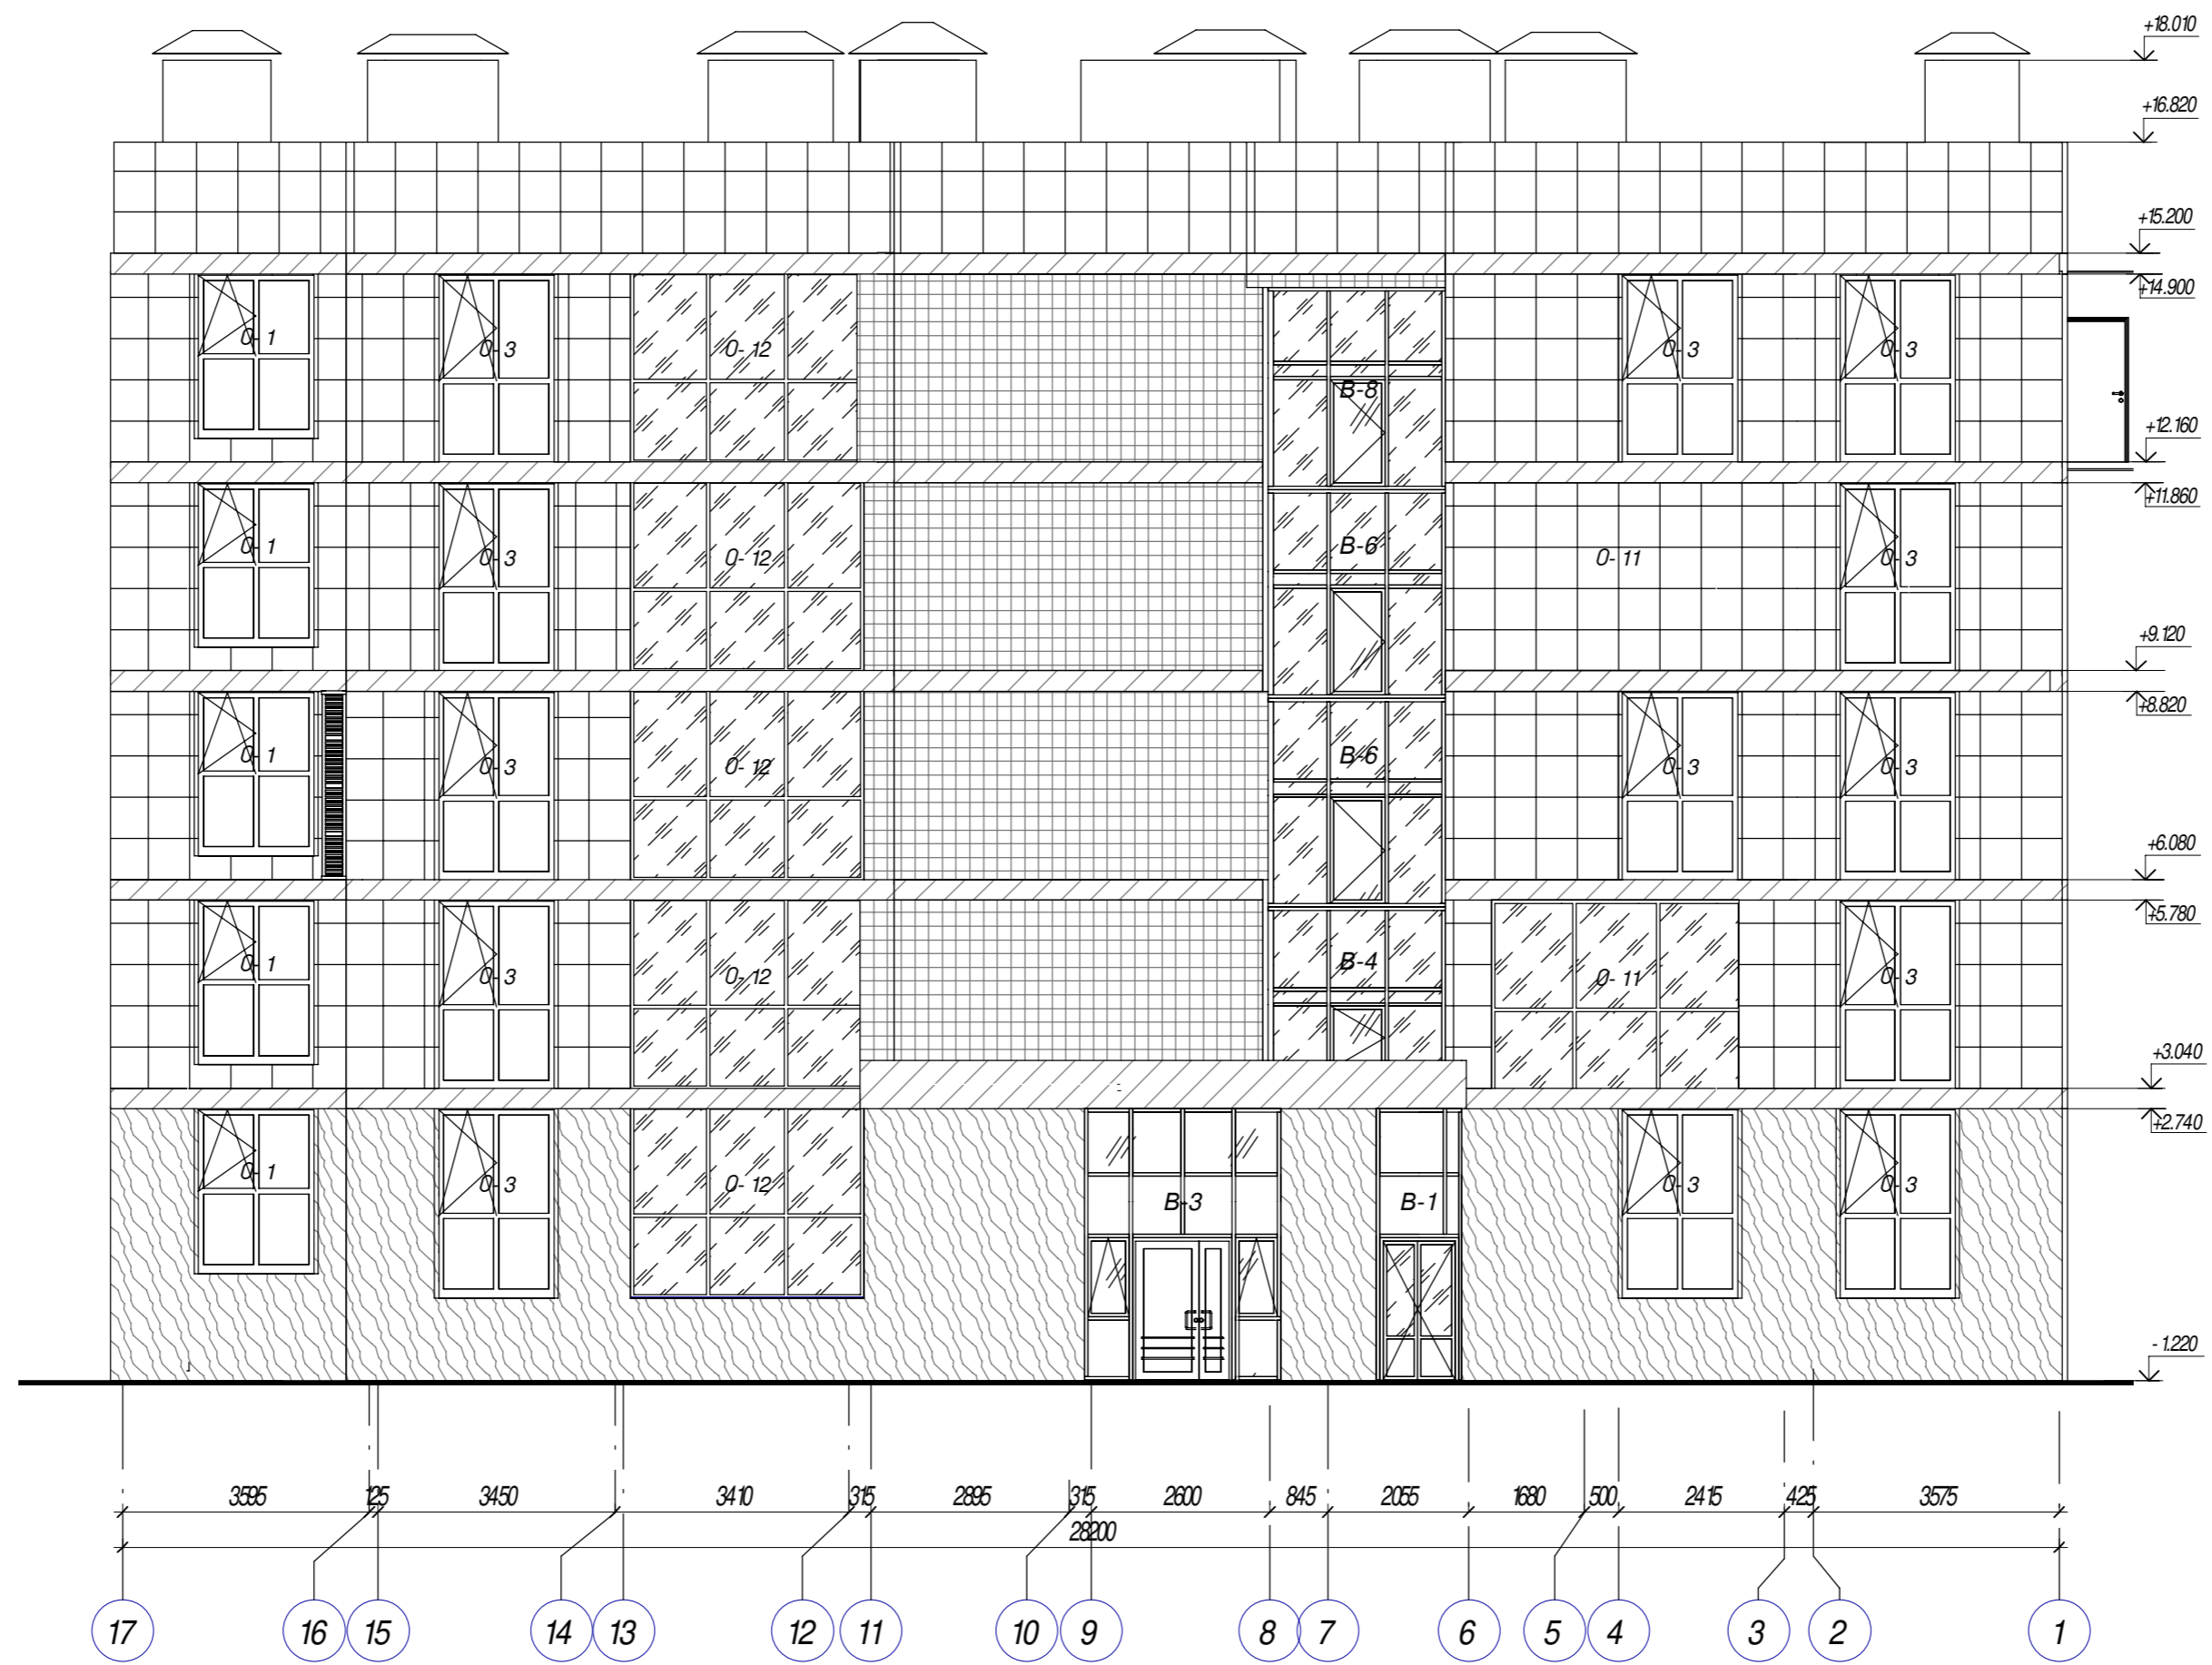 +18.010
+16.820
+15.200
+14.900
O-1
O-3
O-12
O-3
O-3
B-8
+12.160
+11.860
O-1
O-3
O-12
B-6
O-11
O-3
+9.120
+8.820
O-1
O-3
O-12
B-6
O-3
O-3
+6.080
+5.780
O-1
O-3
O-12
B-4
O-11
O-3
+3.040
+2.740
O-1
O-3
O-12
B-3
B-1
O-3
O-3
-1.220
3595 125 3450 3410 315 2895 315 2600 845 2055 1680 500 2415 425 3575
28200
17 16 15 14 13 12 11 10 9 8 7 6 5 4 3 2 1